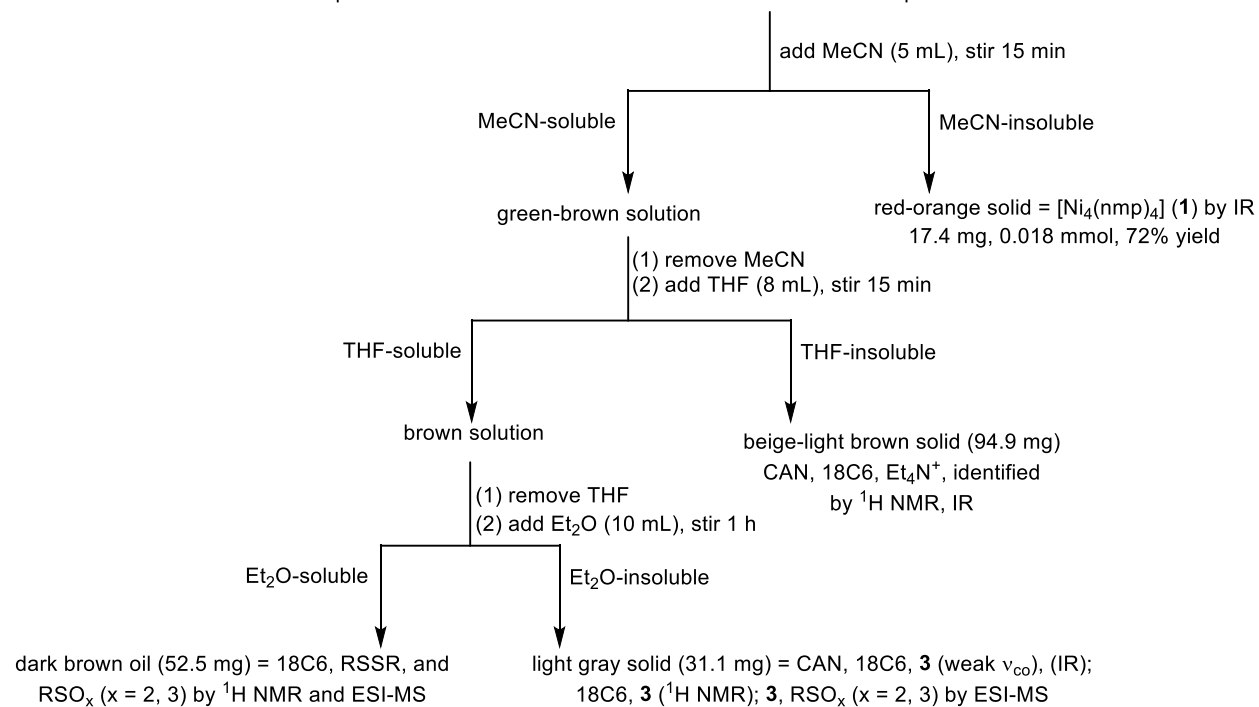 add MeCN (5 mL), stir 15 min
MeCN-soluble
MeCN-insoluble
green-brown solution
red-orange solid = [Ni4(nmp)4] (1) by IR
17.4 mg, 0.018 mmol, 72% yield
(1) remove MeCN
(2) add THF (8 mL), stir 15 min
THF-soluble
THF-insoluble
brown solution
beige-light brown solid (94.9 mg)
CAN, 18C6, Et4N+, identified
by 1H NMR, IR
(1) remove THF
(2) add Et2O (10 mL), stir 1 h
Et2O-soluble
Et2O-insoluble
dark brown oil (52.5 mg) = 18C6, RSSR, and
RSOx (x = 2, 3) by 1H NMR and ESI-MS
light gray solid (31.1 mg) = CAN, 18C6, 3 (weak νco), (IR);
18C6, 3 (1H NMR); 3, RSOx (x = 2, 3) by ESI-MS